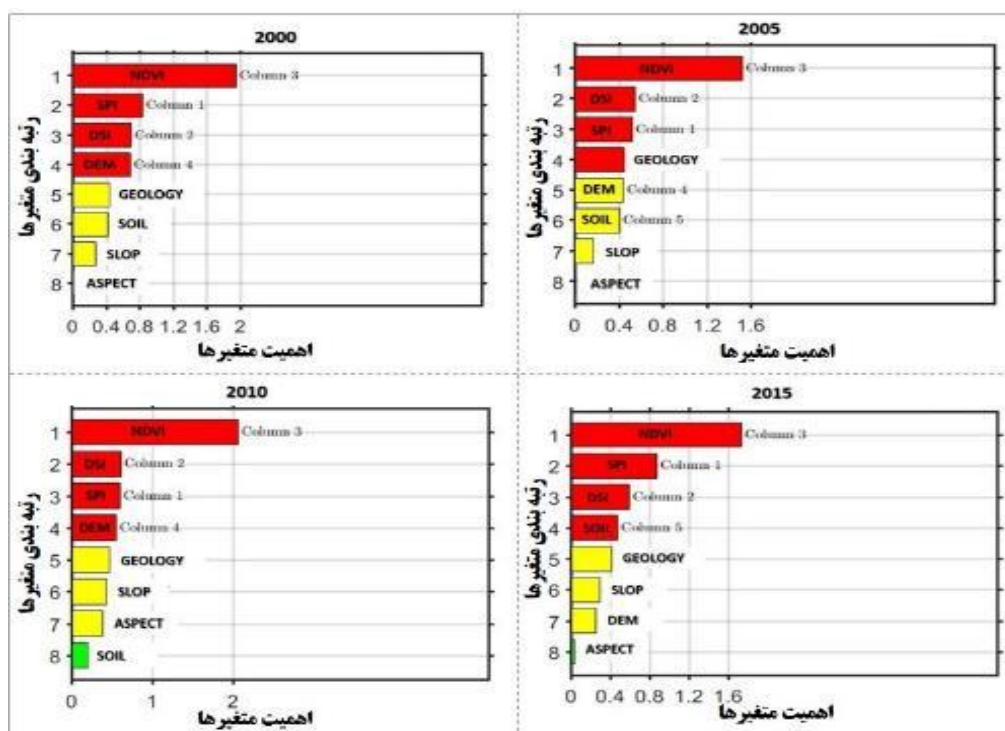 2000
رتبه بندی متغیرها
1 NDVI Column 3
2 SPI Column 1
3 DSI Column 2
4 DEM Column 4
5 GEOLOGY
6 SOIL
7 SLOP
8 ASPECT
0 0.4 0.8 1.2 1.6 2
اهمیت متغیرها
2005
رتبه بندی متغیرها
1 NDVI Column 3
2 DSI Column 2
3 SPI Column 1
4 GEOLOGY
5 DEM Column 4
6 SOIL Column 5
7 SLOP
8 ASPECT
0 0.4 0.8 1.2 1.6
اهمیت متغیرها
2010
رتبه بندی متغیرها
1 NDVI Column 3
2 DSI Column 2
3 SPI Column 1
4 DEM Column 4
5 GEOLOGY
6 SLOP
7 ASPECT
8 SOIL
0 1 2
اهمیت متغیرها
2015
رتبه بندی متغیرها
1 NDVI Column 3
2 SPI Column 1
3 DSI Column 2
4 SOIL Column 5
5 GEOLOGY
6 SLOP
7 DEM
8 ASPECT
0 0.4 0.8 1.2 1.6
اهمیت متغیرها